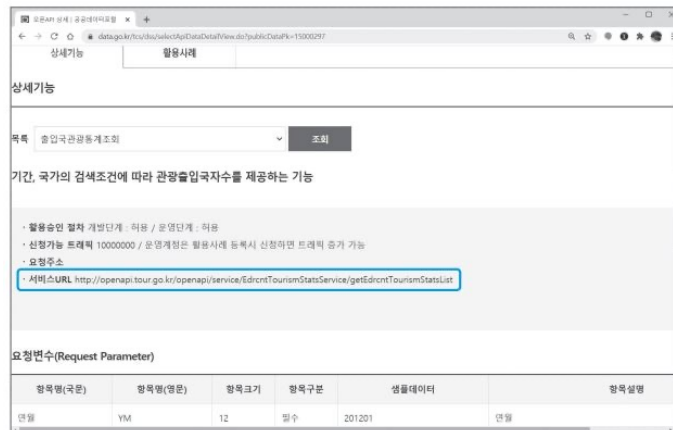 오픈API 상세 | 공공데이터포털
data.go.kr/tcs/dss/selectApiDataDetailView.do?publicDataPk=15000297
상세기능 활용사례
상세기능
목록 출입국관광통계조회 조회
기간, 국가의 검색조건에 따라 관광출입국자수를 제공하는 기능
· 활용승인 절차 개발단계 : 허용 / 운영단계 : 허용
· 신청가능 트래픽 10000000 / 운영계정은 활용사례 등록시 신청하면 트래픽 증가 가능
· 요청주소
· 서비스URL http://openapi.tour.go.kr/openapi/service/EdrcntTourismStatsService/getEdrcntTourismStatsList
요청변수(Request Parameter)
항목명(국문) 항목명(영문) 항목크기 항목구분 샘플데이터 항목설명
연월 YM 12 필수 201201 연월